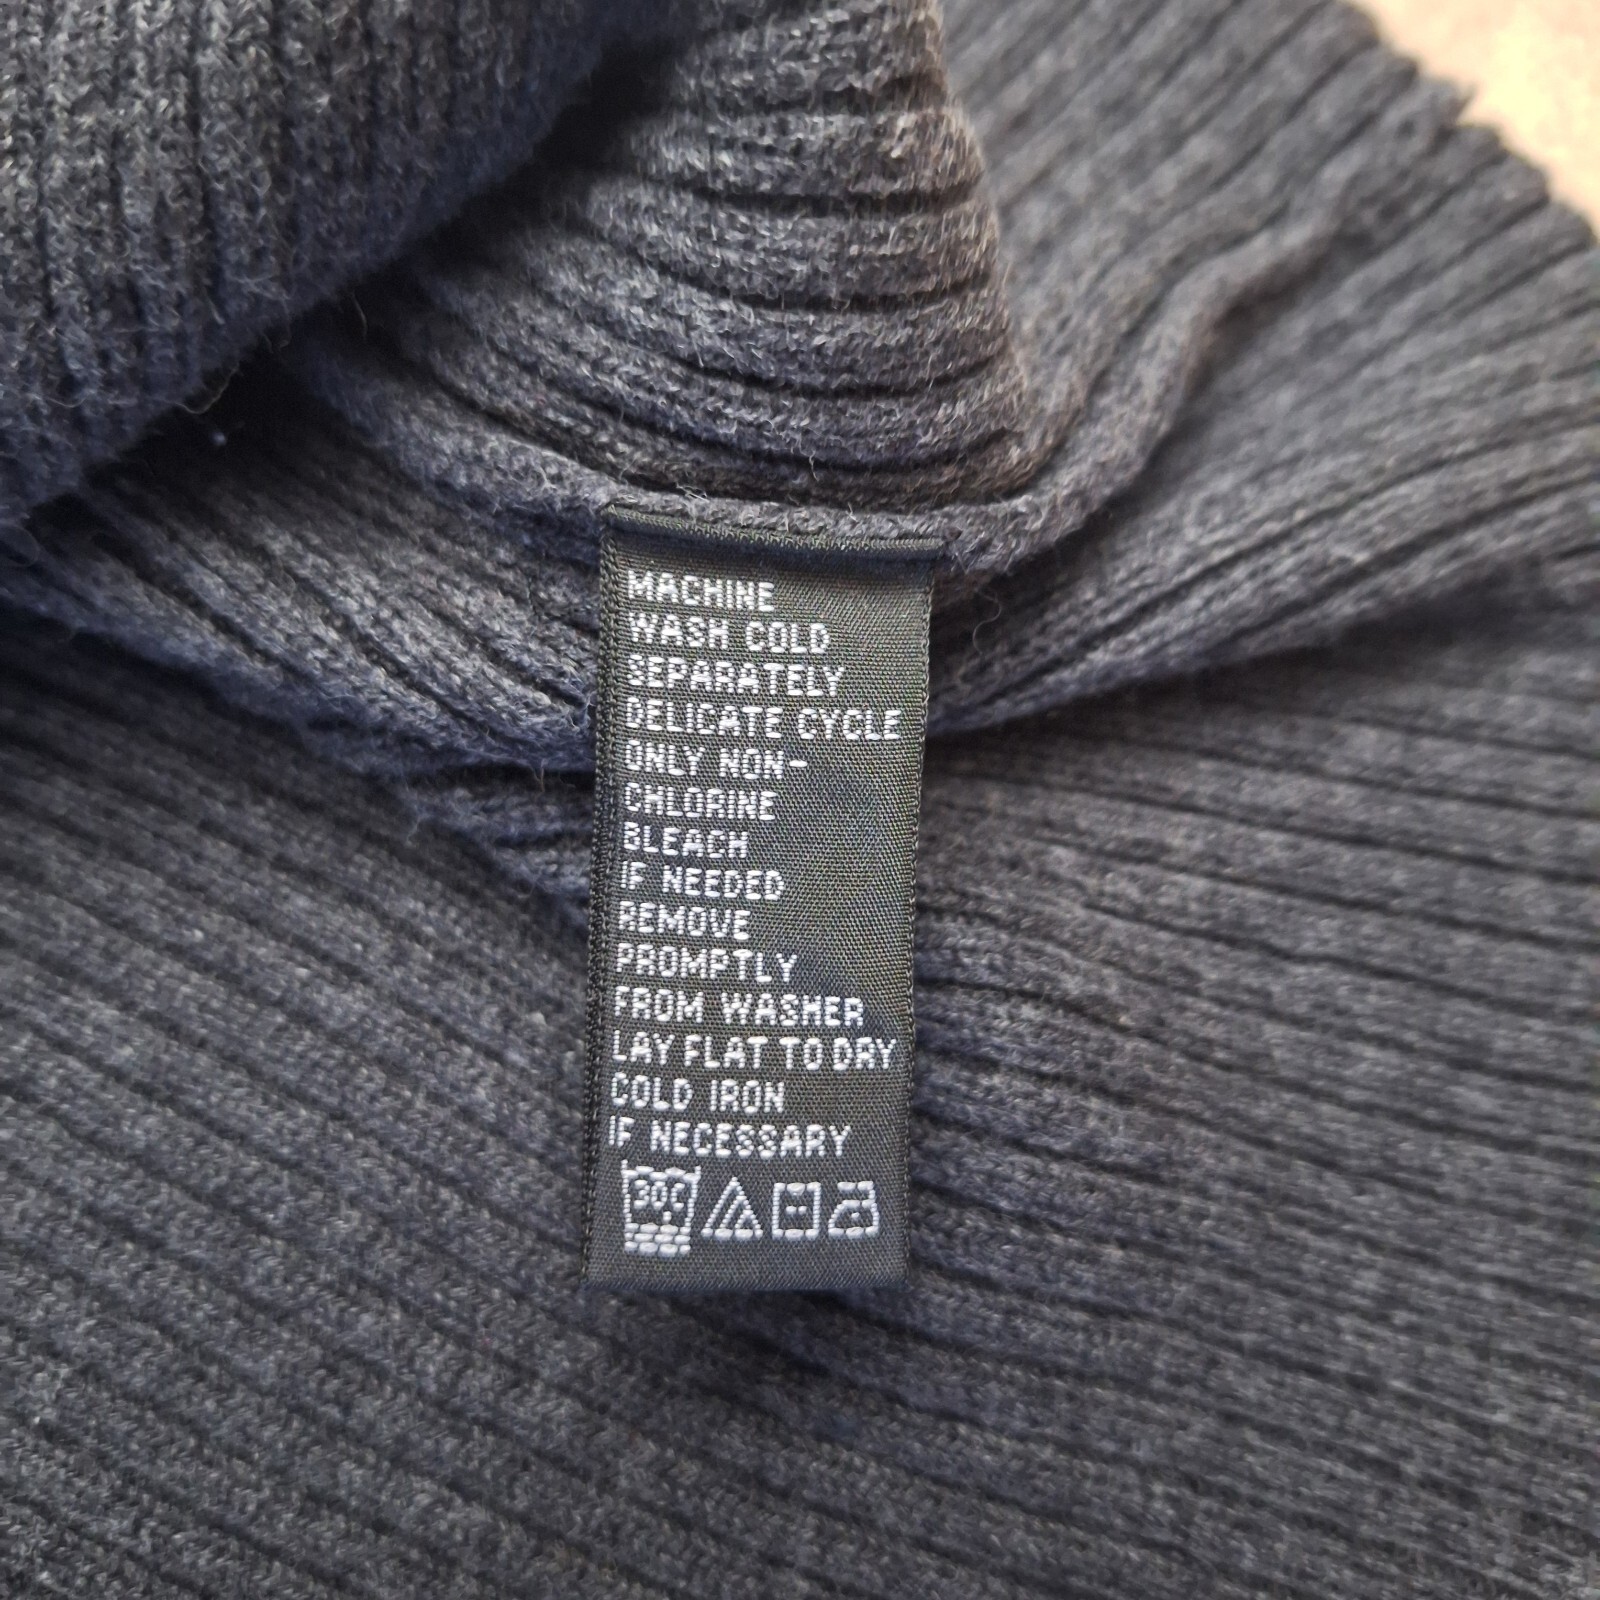 MACHINE
WASH COLD
SEPARATELY
DELICATE CYCLE
ONLY NON-
CHLORINE
BLEACH
IF NEEDED
REMOVE
PROMPTLY
FROM WASHER
LAY FLAT TO DRY
COLD IRON
IF NECESSARY
30C